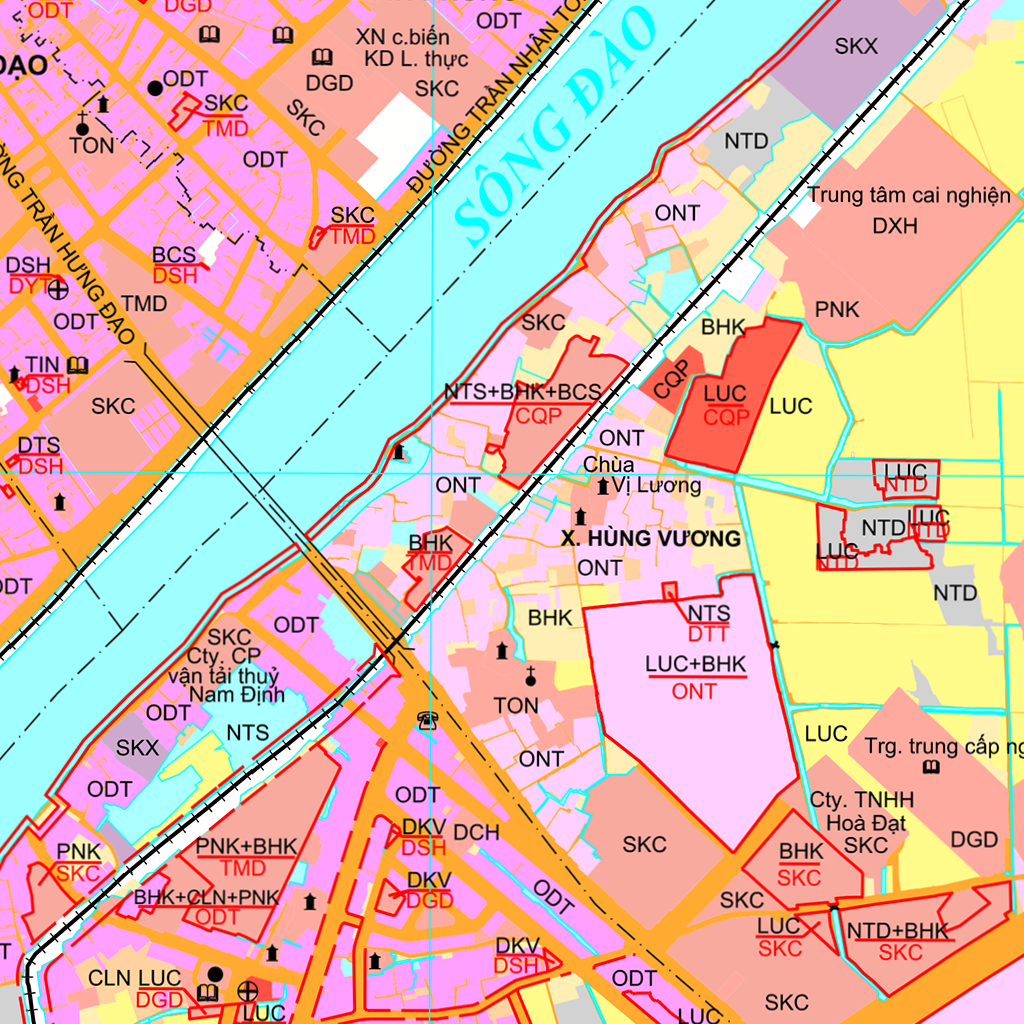 ODT
DGD
ODT
XN c.biến
KD L. thực
SKC
DGD
SKC
ĐƯỜNG TRẦN NHÂN TÔ
SÔNG ĐÀO
SKX
ĐẠO
ODT
SKC
TMD
TON
ODT
NTD
Trung tâm cai nghiện
DXH
ONT
SKC
TMD
BCS
DSH
DSH
DYT
ODT
TMD
TRẦN HƯNG ĐẠO
PNK
SKC
BHK
TIN
DSH
SKC
NTS+BHK+BCS
CQP
CQP
LUC
CQP
LUC
DTS
DSH
ONT
Chùa
Vị Lương
ONT
LUC
NTD
NTD
LUC
NTD
LUC
NTD
X. HÙNG VƯƠNG
ONT
BHK
TMD
ODT
NTD
BHK
NTS
DTT
ODT
SKC
Cty. CP
vận tải thuỷ
Nam Định
LUC+BHK
ONT
TON
ODT
SKX
NTS
LUC
Trg. trung cấp
ONT
ODT
ODT
Cty. TNHH
Hoà Đạt
SKC
DGD
DKV
DSH
DCH
SKC
PNK
SKC
PNK+BHK
TMD
BHK
SKC
DKV
DGD
BHK+CLN+PNK
ODT
ODT
SKC
LUC
SKC
NTD+BHK
SKC
DKV
DSH
CLN
LUC
DGD
ODT
LUC
LUC
SKC